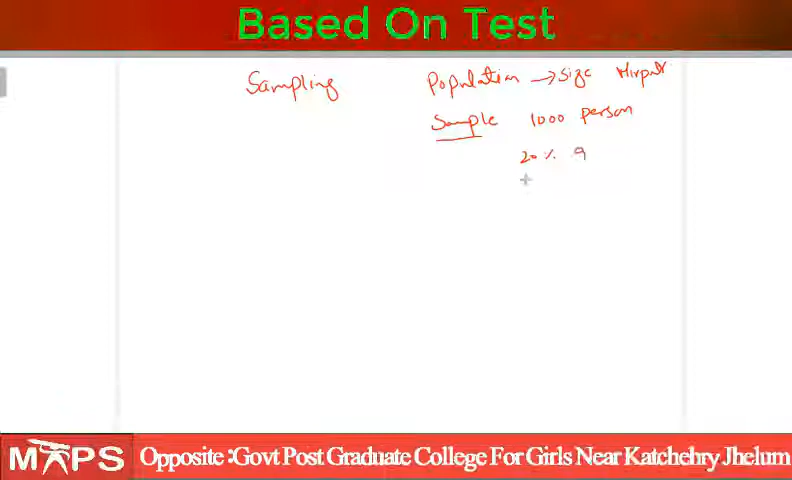 Based On Test
Sampling
Population → Size Mirpur
Sample 1000 person
20 %
MAPS
Opposite :Govt Post Graduate College For Girls Near Katchehry Jhelum